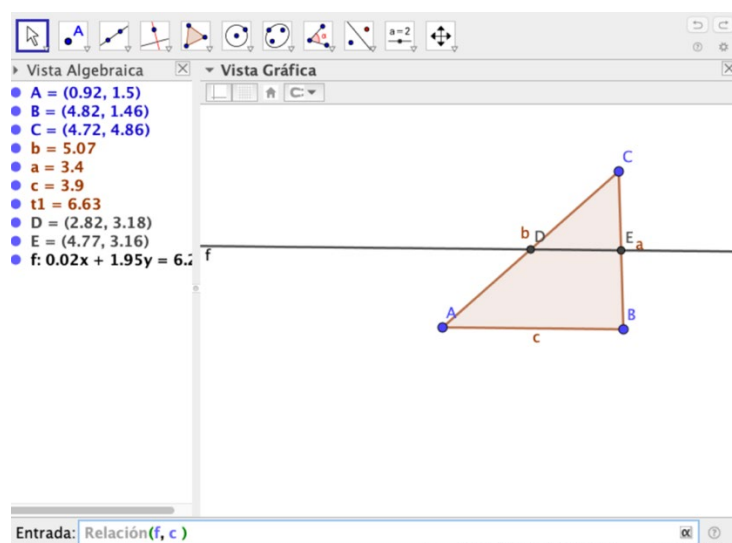 A
a=2
Vista Algebraica
Vista Gráfica
A = (0.92, 1.5)
B = (4.82, 1.46)
C = (4.72, 4.86)
b = 5.07
a = 3.4
c = 3.9
t1 = 6.63
D = (2.82, 3.18)
E = (4.77, 3.16)
f: 0.02x + 1.95y = 6.2
C
b D E a
f
A B
c
Entrada: Relación(f, c )
α